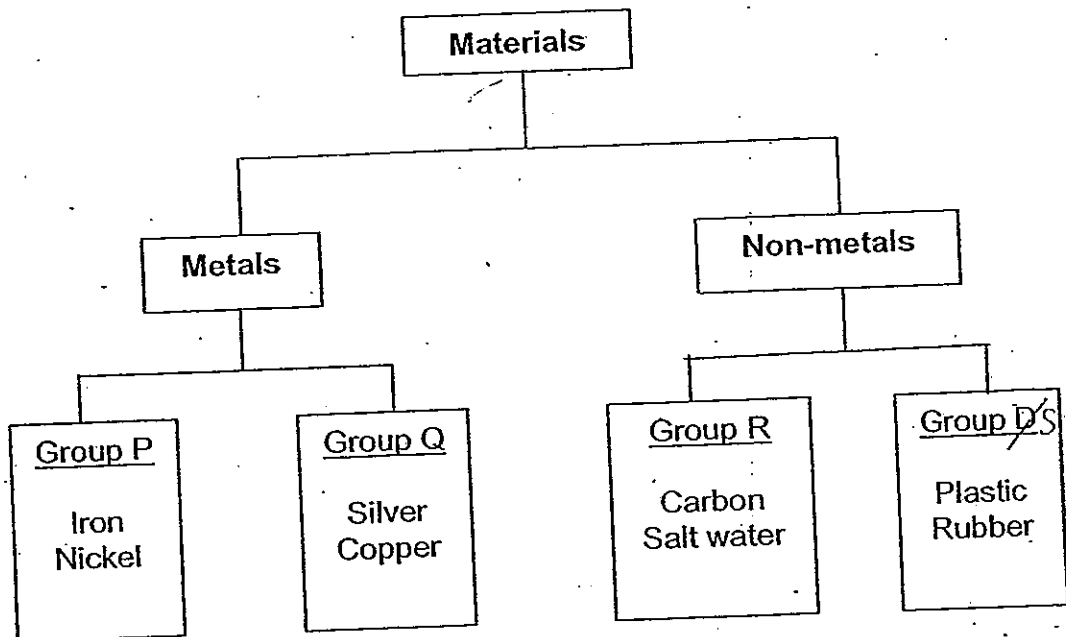 Materials
Metals
Non-metals
Group P
Iron
Nickel
Group Q
Silver
Copper
Group R
Carbon
Salt water
Group D S
Plastic
Rubber